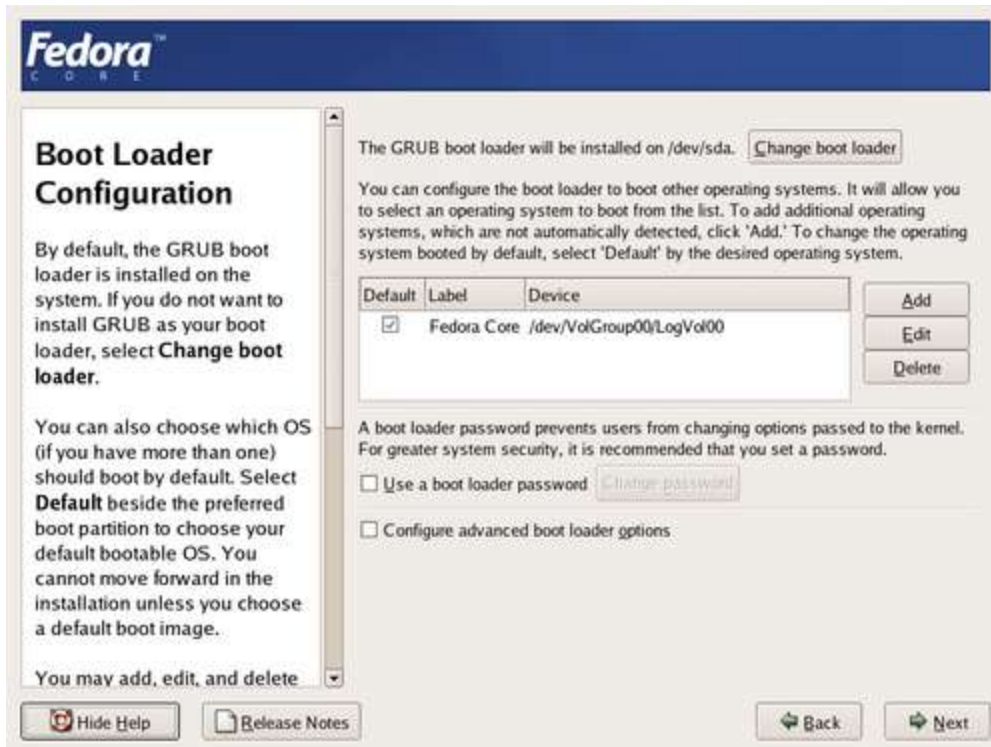 Fedora™
CORE
Boot Loader
Configuration
By default, the GRUB boot
loader is installed on the
system. If you do not want to
install GRUB as your boot
loader, select Change boot
loader.
You can also choose which OS
(if you have more than one)
should boot by default. Select
Default beside the preferred
boot partition to choose your
default bootable OS. You
cannot move forward in the
installation unless you choose
a default boot image.
You may add, edit, and delete
The GRUB boot loader will be installed on /dev/sda. Change boot loader
You can configure the boot loader to boot other operating systems. It will allow you
to select an operating system to boot from the list. To add additional operating
systems, which are not automatically detected, click 'Add.' To change the operating
system booted by default, select 'Default' by the desired operating system.
Default Label Device
Fedora Core /dev/VolGroup00/LogVol00
Add
Edit
Delete
A boot loader password prevents users from changing options passed to the kernel.
For greater system security, it is recommended that you set a password.
Use a boot loader password Change password
Configure advanced boot loader options
Hide Help Release Notes Back Next